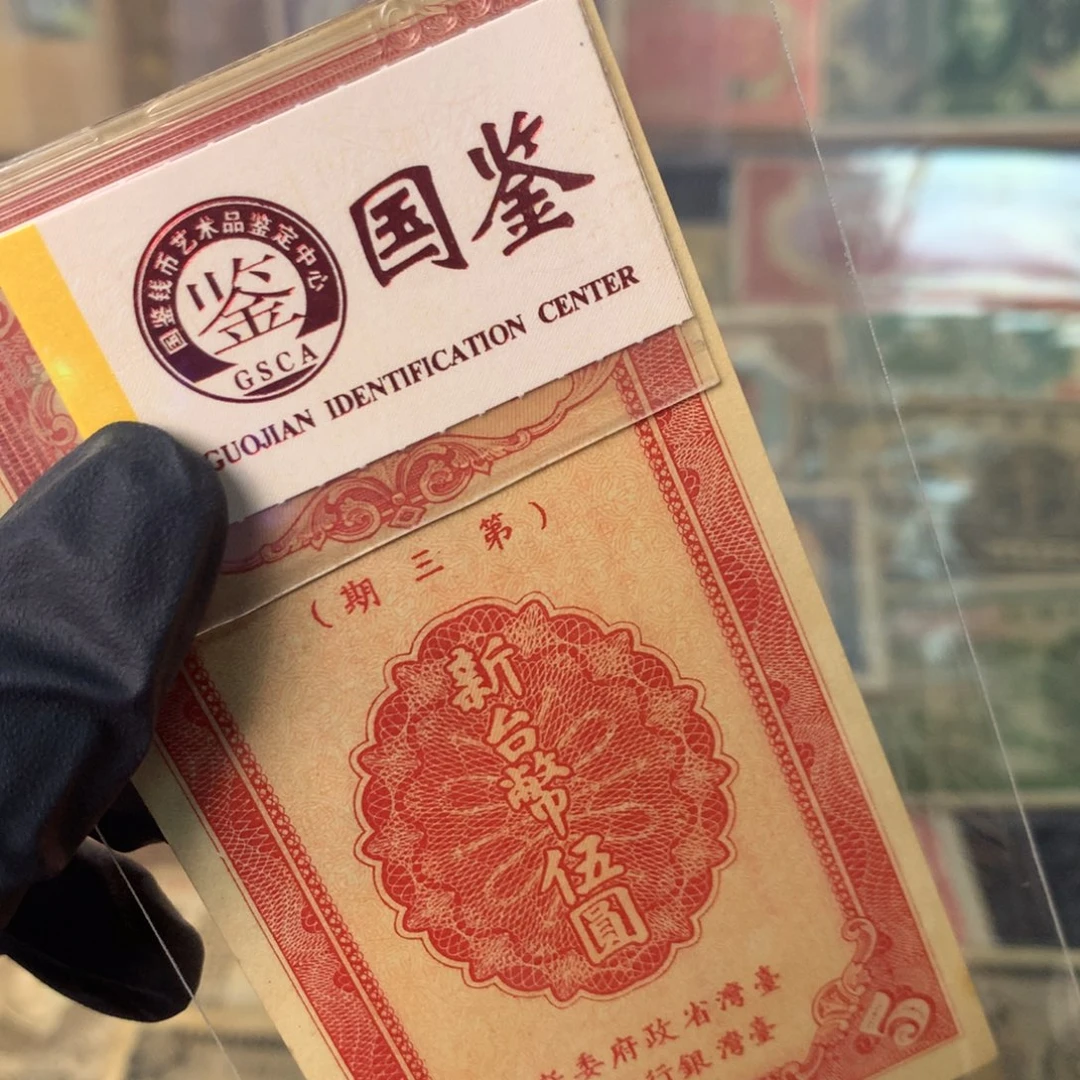 国鉴钱币艺术品鉴定中心
鉴
GSCA
国鉴
GUOJIAN IDENTIFICATION CENTER
(第三期)
新台幣伍圓
臺灣省政府委
臺灣銀行
5